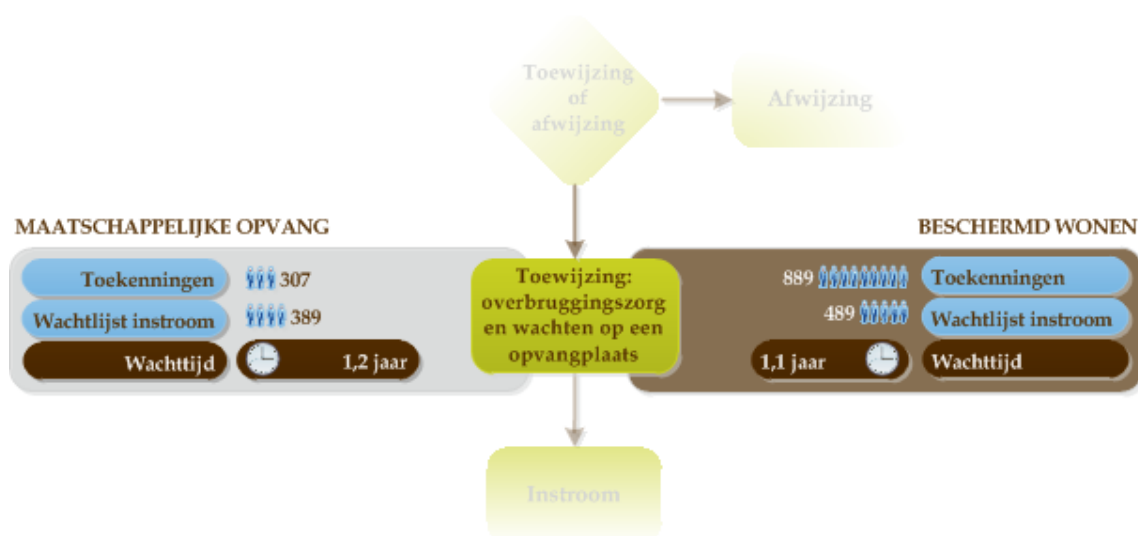 Toewijzing
of
afwijzing
Afwijzing
MAATSCHAPPELIJKE OPVANG
BESCHERMD WONEN
Toekenningen 307
Wachtlijst instroom 389
Wachttijd 1,2 jaar
Toewijzing:
overbruggingszorg
en wachten op een
opvangplaats
889 Toekenningen
489 Wachtlijst instroom
1,1 jaar Wachttijd
Instroom